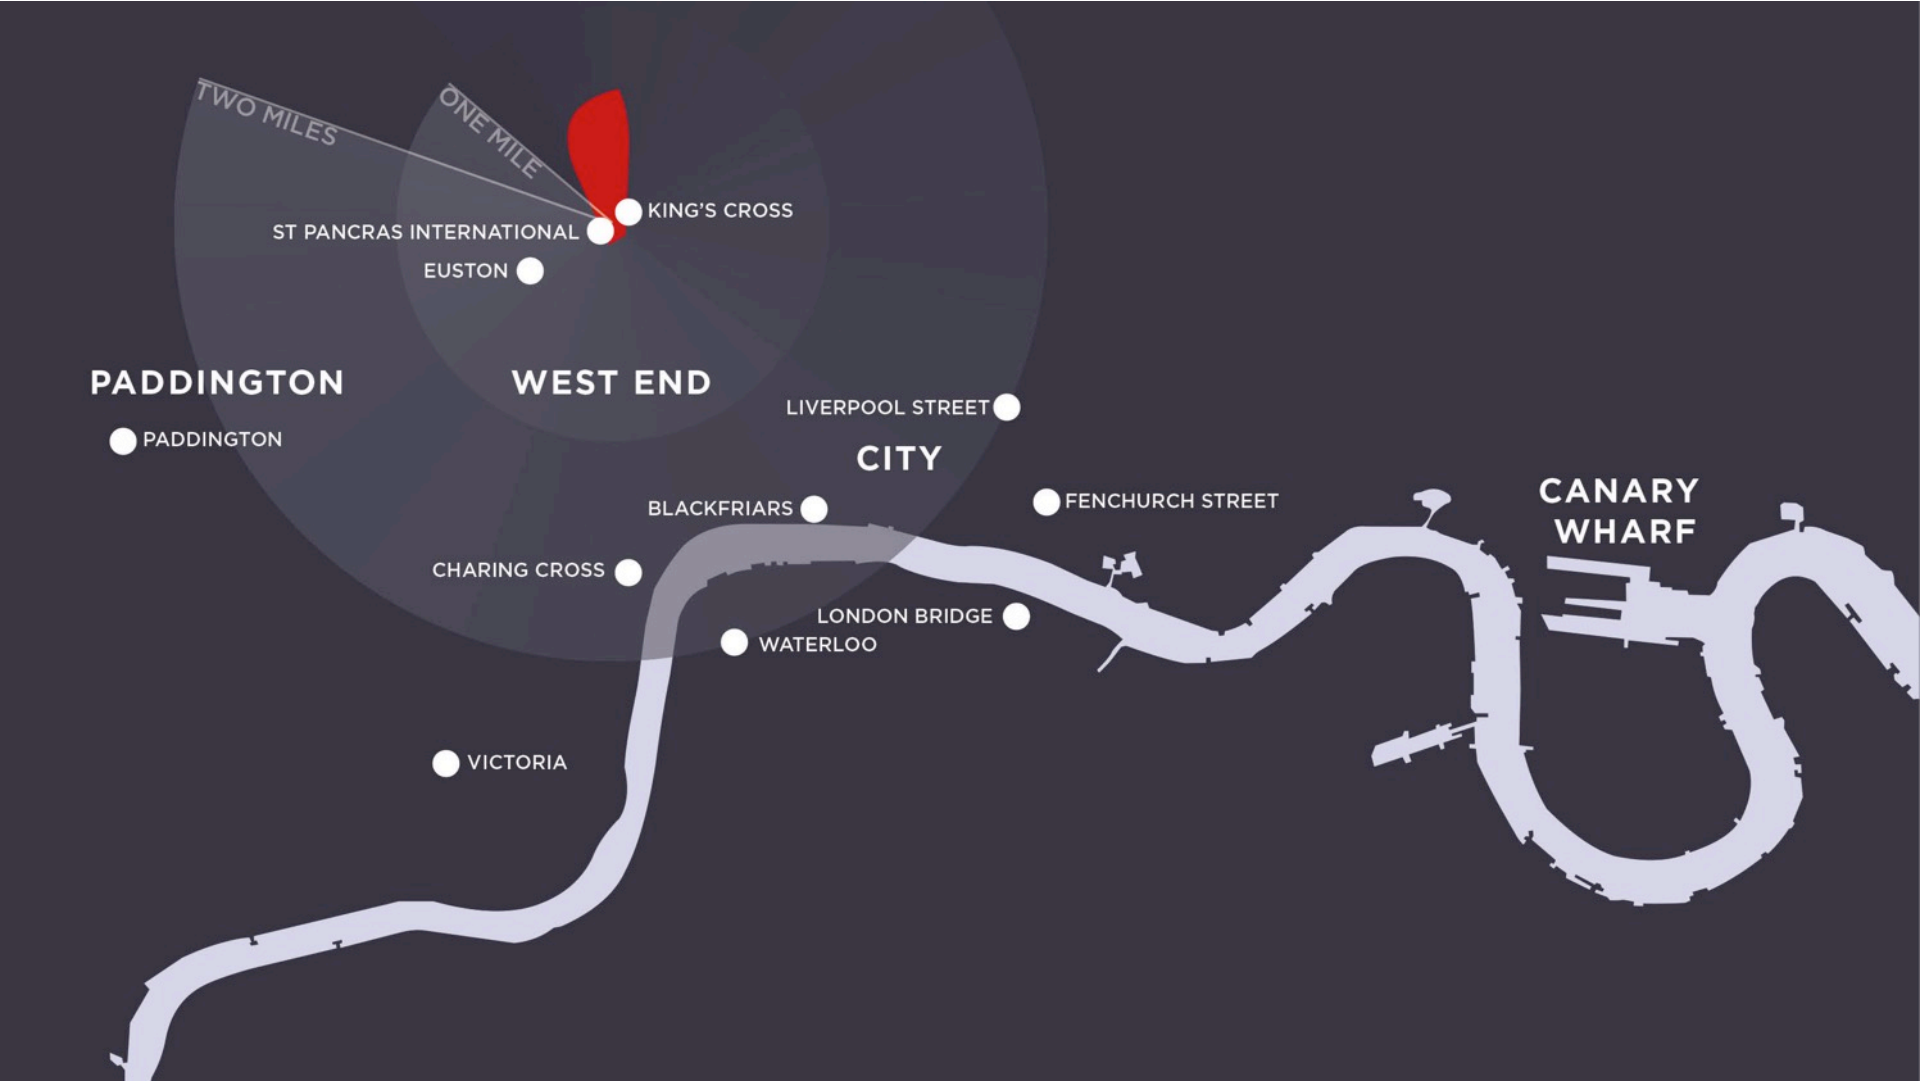 TWO MILES
ONE MILE
KING'S CROSS
ST PANCRAS INTERNATIONAL
EUSTON
PADDINGTON
WEST END
LIVERPOOL STREET
PADDINGTON
CITY
CANARY
WHARF
BLACKFRIARS
FENCHURCH STREET
CHARING CROSS
LONDON BRIDGE
WATERLOO
VICTORIA